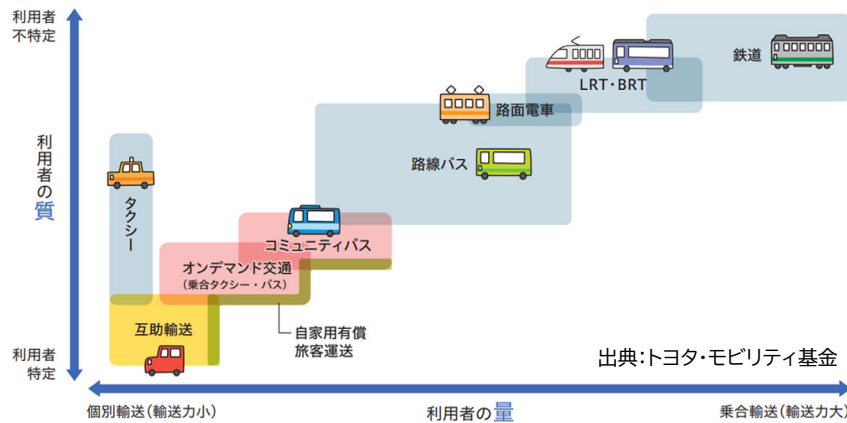 利用者
不特定
利用者の質
利用者
特定
タクシー
互助輸送
オンデマンド交通
(乗合タクシー・バス)
コミュニティバス
自家用有償
旅客運送
路線バス
路面電車
LRT・BRT
鉄道
出典：トヨタ・モビリティ基金
個別輸送(輸送力小)
利用者の量
乗合輸送(輸送力大)